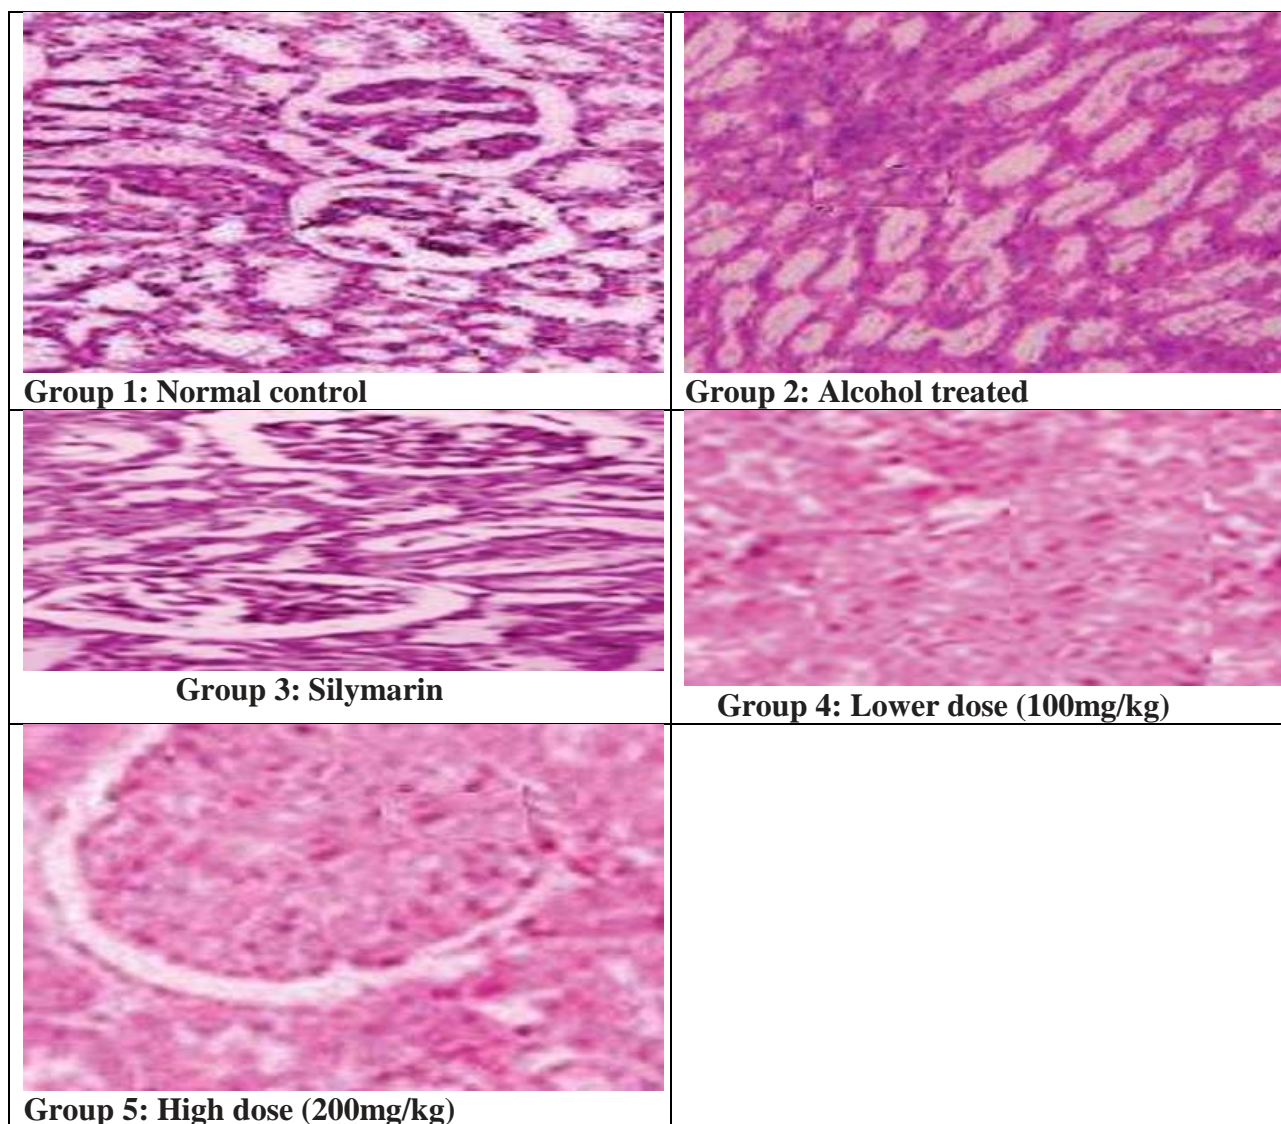 Group 1: Normal control
Group 2: Alcohol treated
Group 3: Silymarin
Group 4: Lower dose (100mg/kg)
Group 5: High dose (200mg/kg)